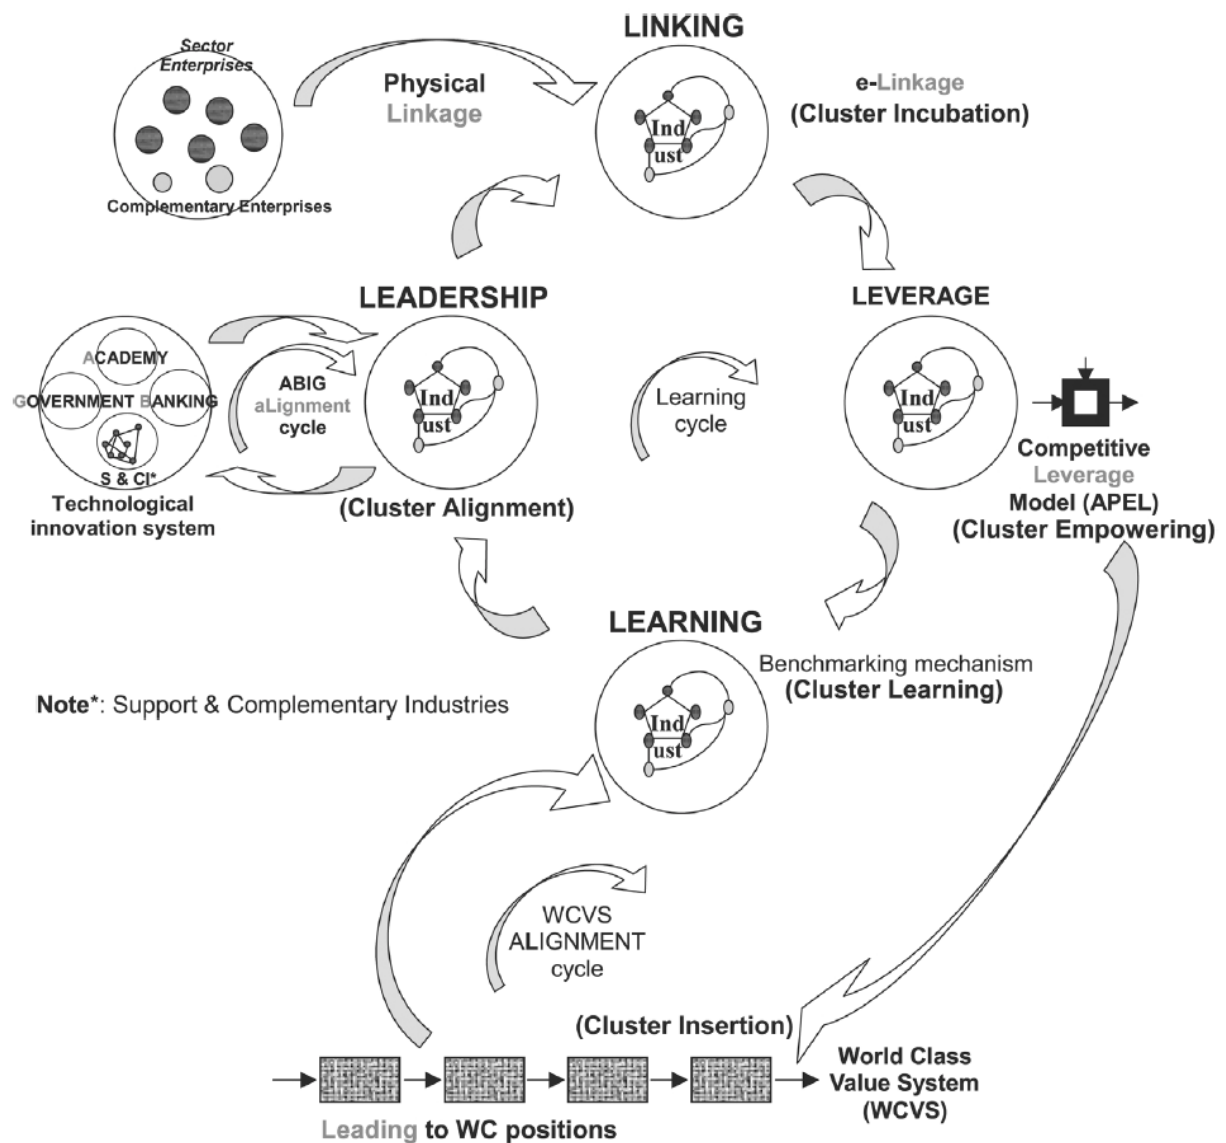 LINKING
Sector
Enterprises
Physical
Linkage
e-Linkage
(Cluster Incubation)
Ind
ust
Complementary Enterprises
LEADERSHIP
LEVERAGE
ACADEMY
GOVERNMENT BANKING
S & CI*
Technological
innovation system
ABIG
aLignment
cycle
Ind
ust
(Cluster Alignment)
Learning
cycle
Ind
ust
Competitive
Leverage
Model (APEL)
(Cluster Empowering)
LEARNING
Benchmarking mechanism
(Cluster Learning)
Ind
ust
Note*: Support & Complementary Industries
WCVS
ALIGNMENT
cycle
(Cluster Insertion)
World Class
Value System
(WCVS)
Leading to WC positions